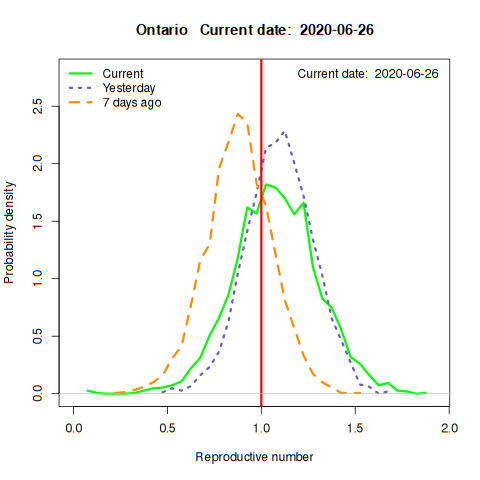 Ontario Current date: 2020-06-26
Current date: 2020-06-26
Current
Yesterday
7 days ago
Probability density
2.5
2.0
1.5
1.0
0.5
0.0
0.0 0.5 1.0 1.5 2.0
Reproductive number